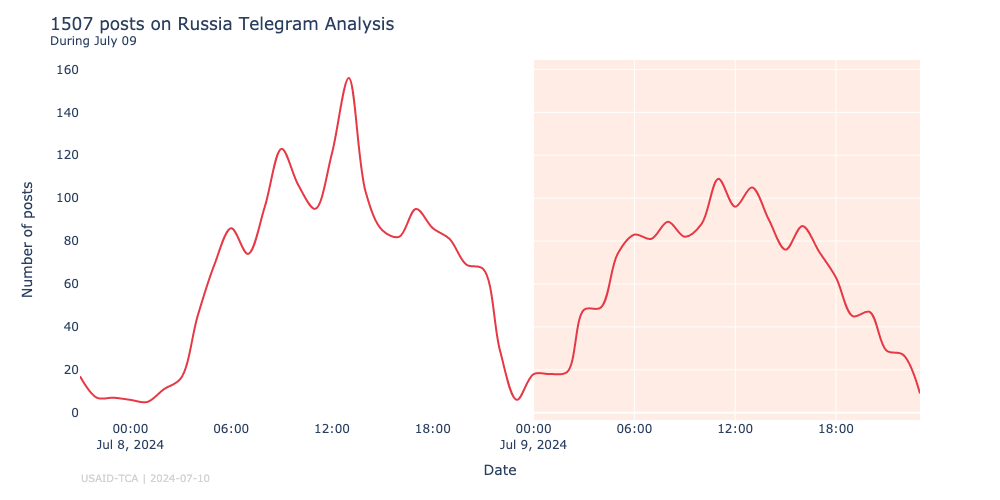 1507 posts on Russia Telegram Analysis
During July 09
160
140
120
100
80
60
40
20
0
Number of posts
00:00 06:00 12:00 18:00 00:00 06:00 12:00 18:00
Jul 8, 2024 Jul 9, 2024
Date
USAID-TCA | 2024-07-10